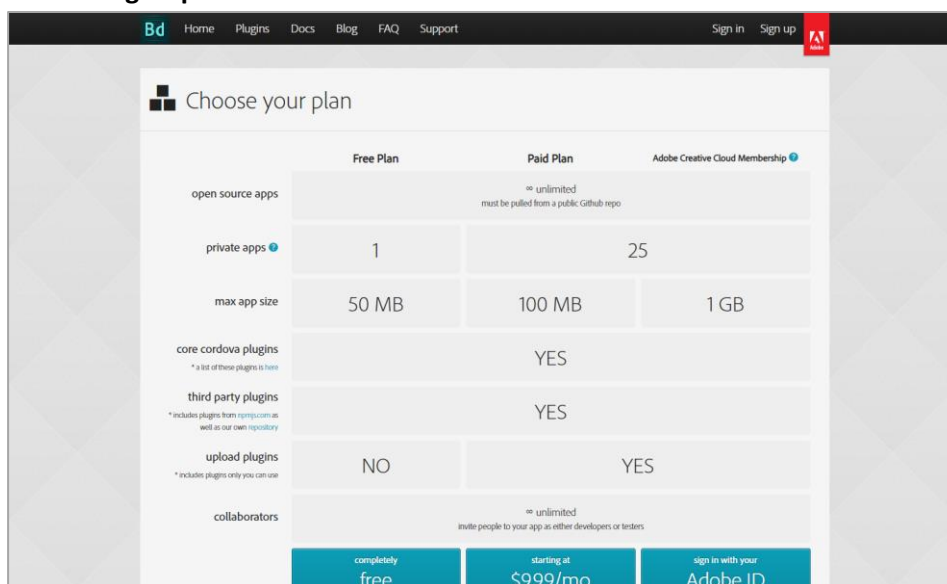 Bd Home Plugins Docs Blog FAQ Support Sign in Sign up
Adobe
Choose your plan
Free Plan Paid Plan Adobe Creative Cloud Membership ?
open source apps ∞ unlimited
must be pulled from a public Github repo
private apps ? 1 25
max app size 50 MB 100 MB 1 GB
core cordova plugins YES
* a list of these plugins is here
third party plugins YES
* includes plugins from npmjs.com as
well as our own repository
upload plugins NO YES
* includes plugins only you can use
collaborators ∞ unlimited
invite people to your app as either developers or testers
completely starting at sign in with your
free Adobe ID